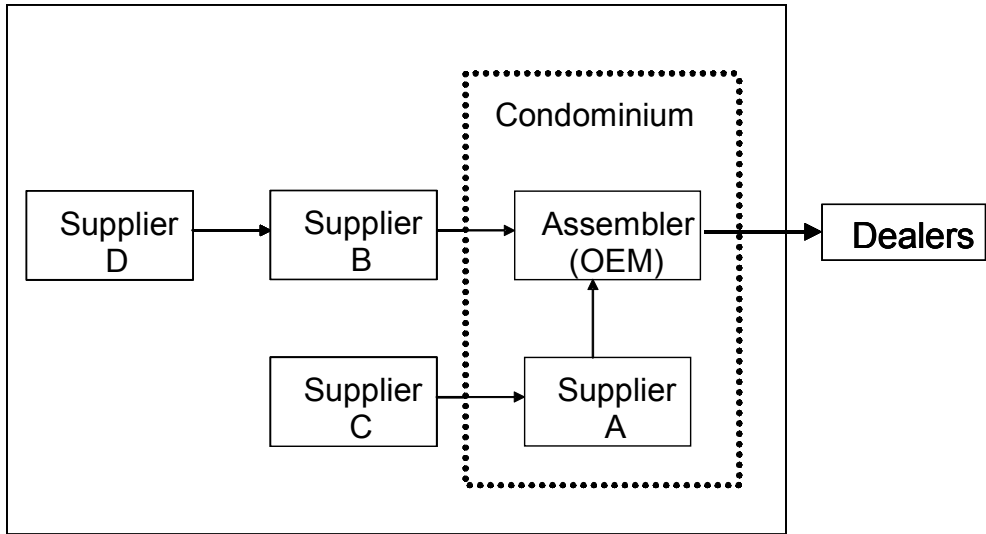 Condominium
Supplier
D
Supplier
B
Assembler
(OEM)
Dealers
Supplier
C
Supplier
A